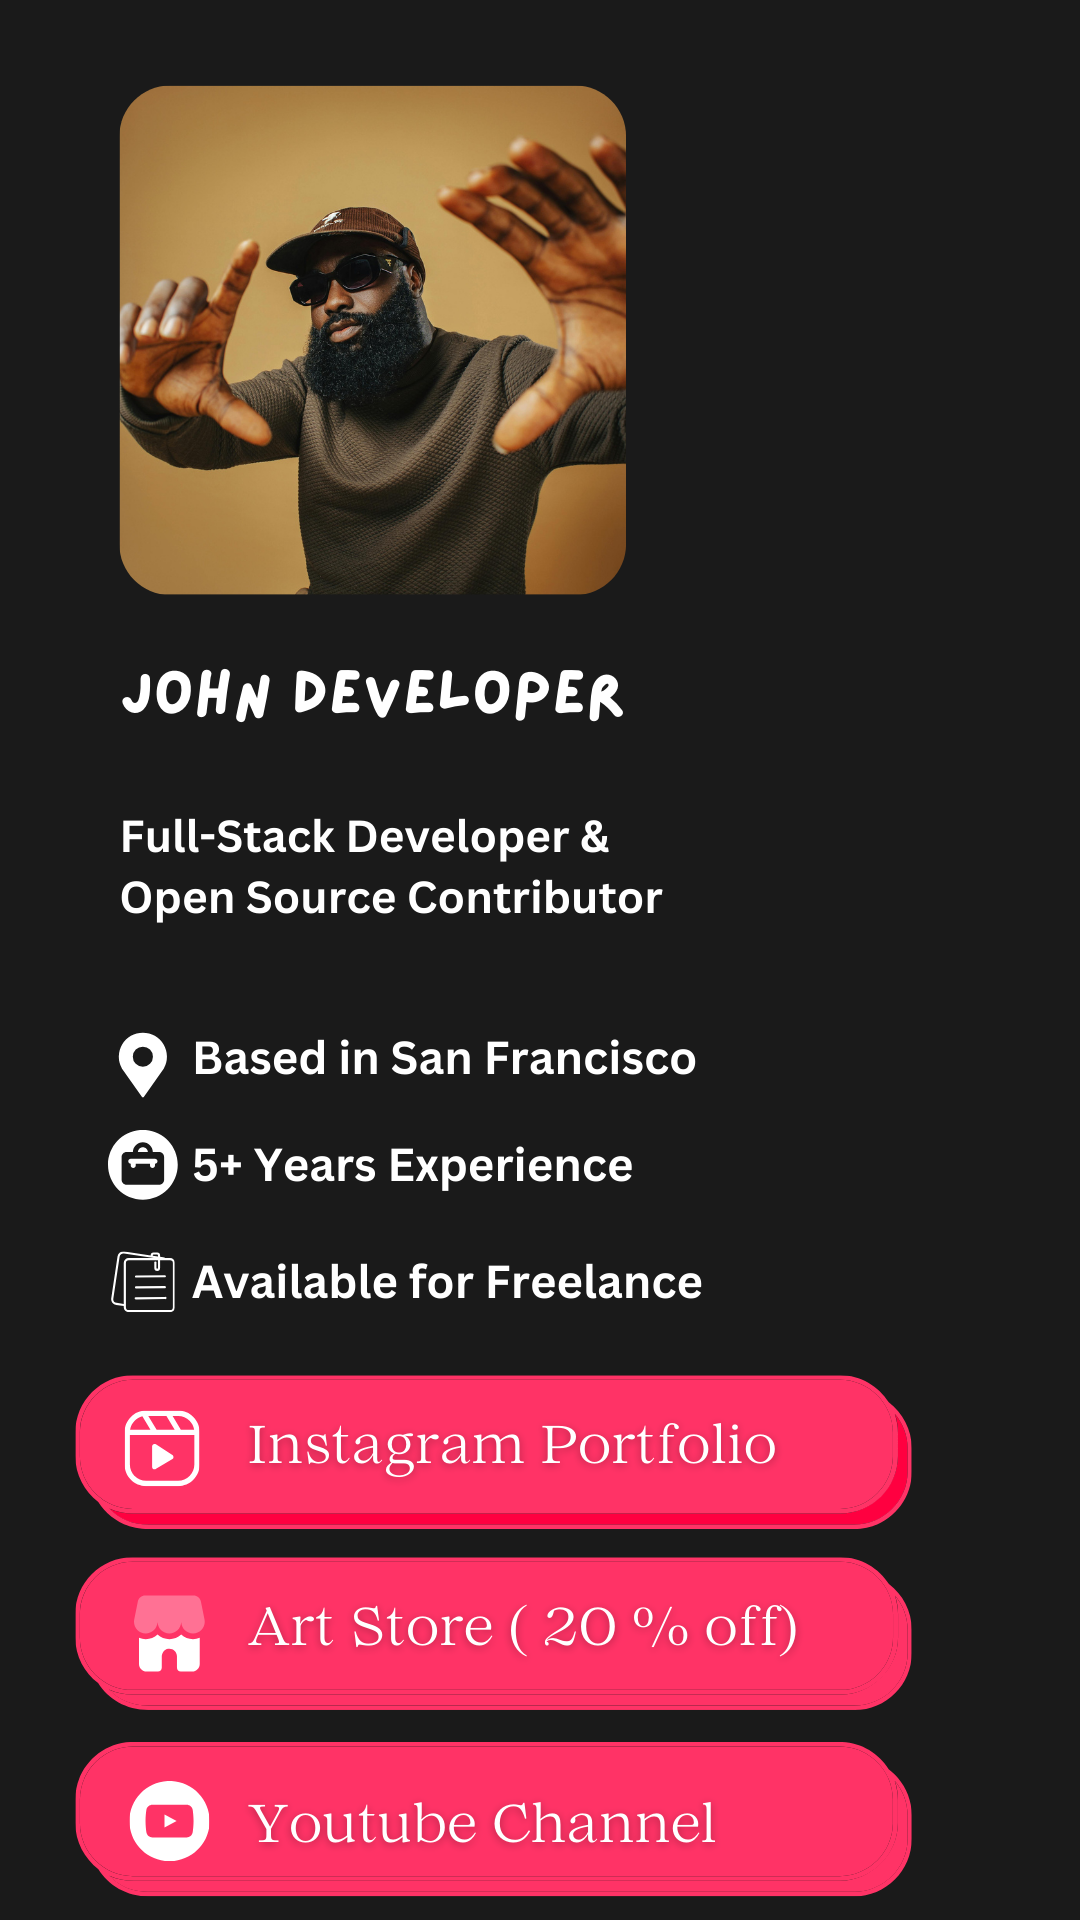 JOHN DEVELOPER
Full-Stack Developer &
Open Source Contributor
Based in San Francisco
5+ Years Experience
Available for Freelance
Instagram Portfolio
Art Store ( 20 % off)
Youtube Channel